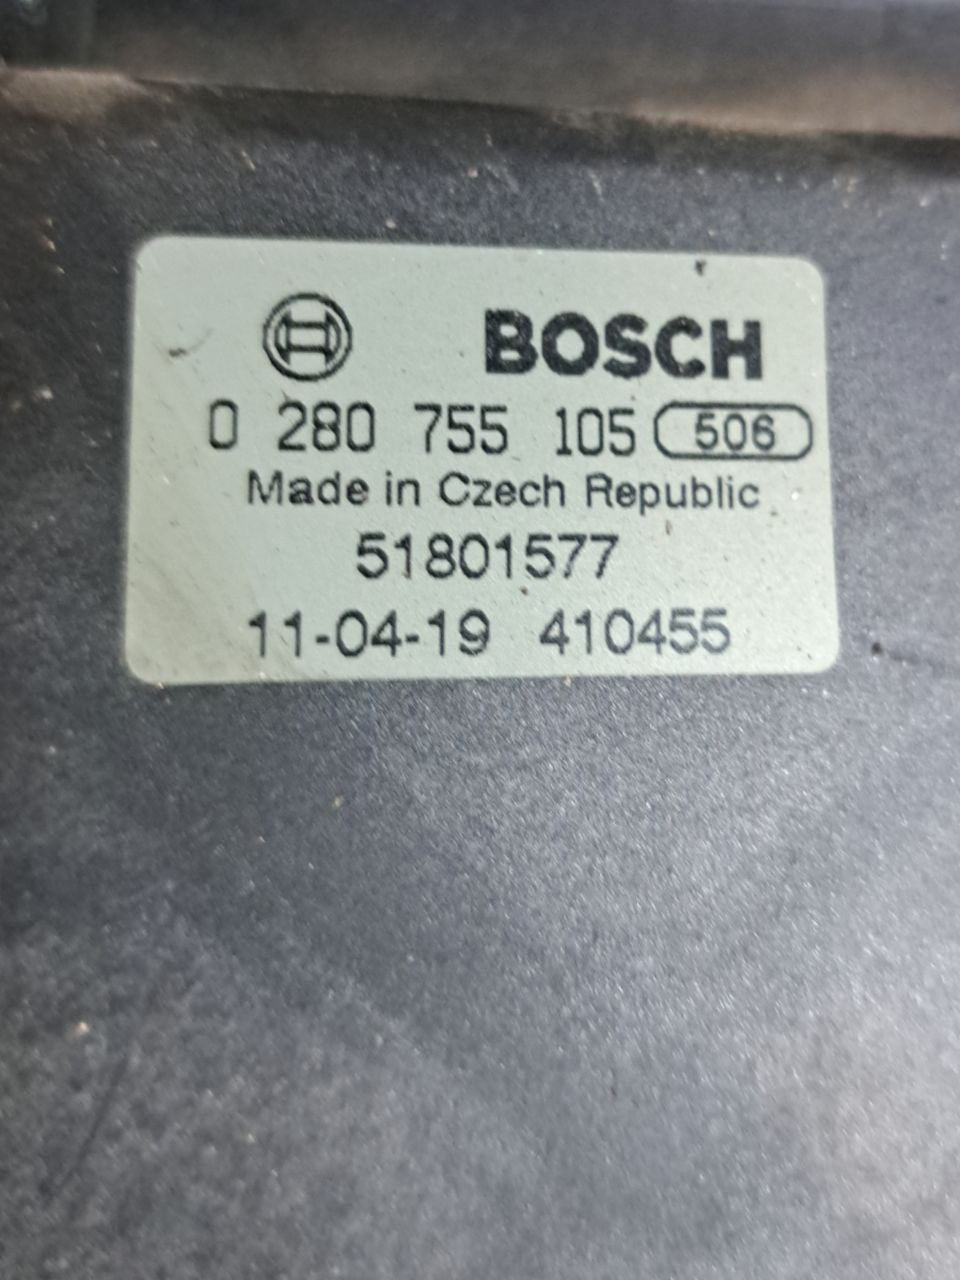 BOSCH
0 280 755 105 506
Made in Czech Republic
51801577
11-04-19 410455